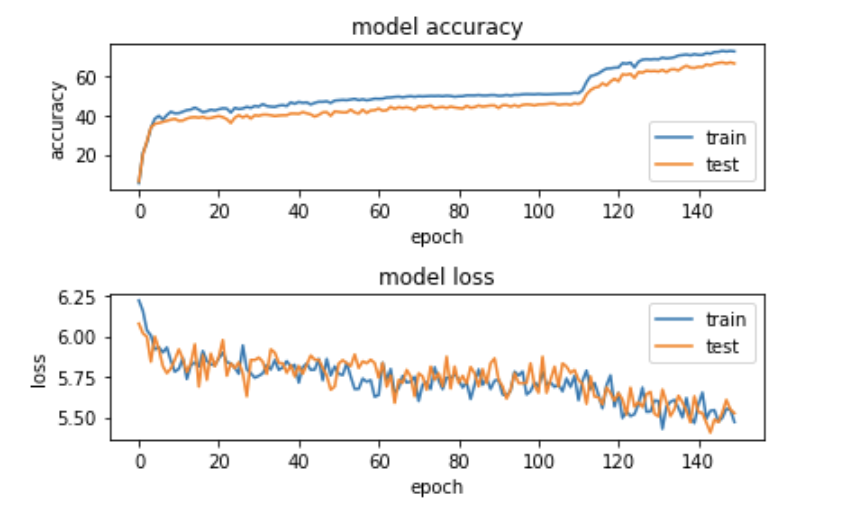 model accuracy
accuracy
60
40
20
train
test
0 20 40 60 80 100 120 140
epoch
model loss
loss
6.25
6.00
5.75
5.50
train
test
0 20 40 60 80 100 120 140
epoch